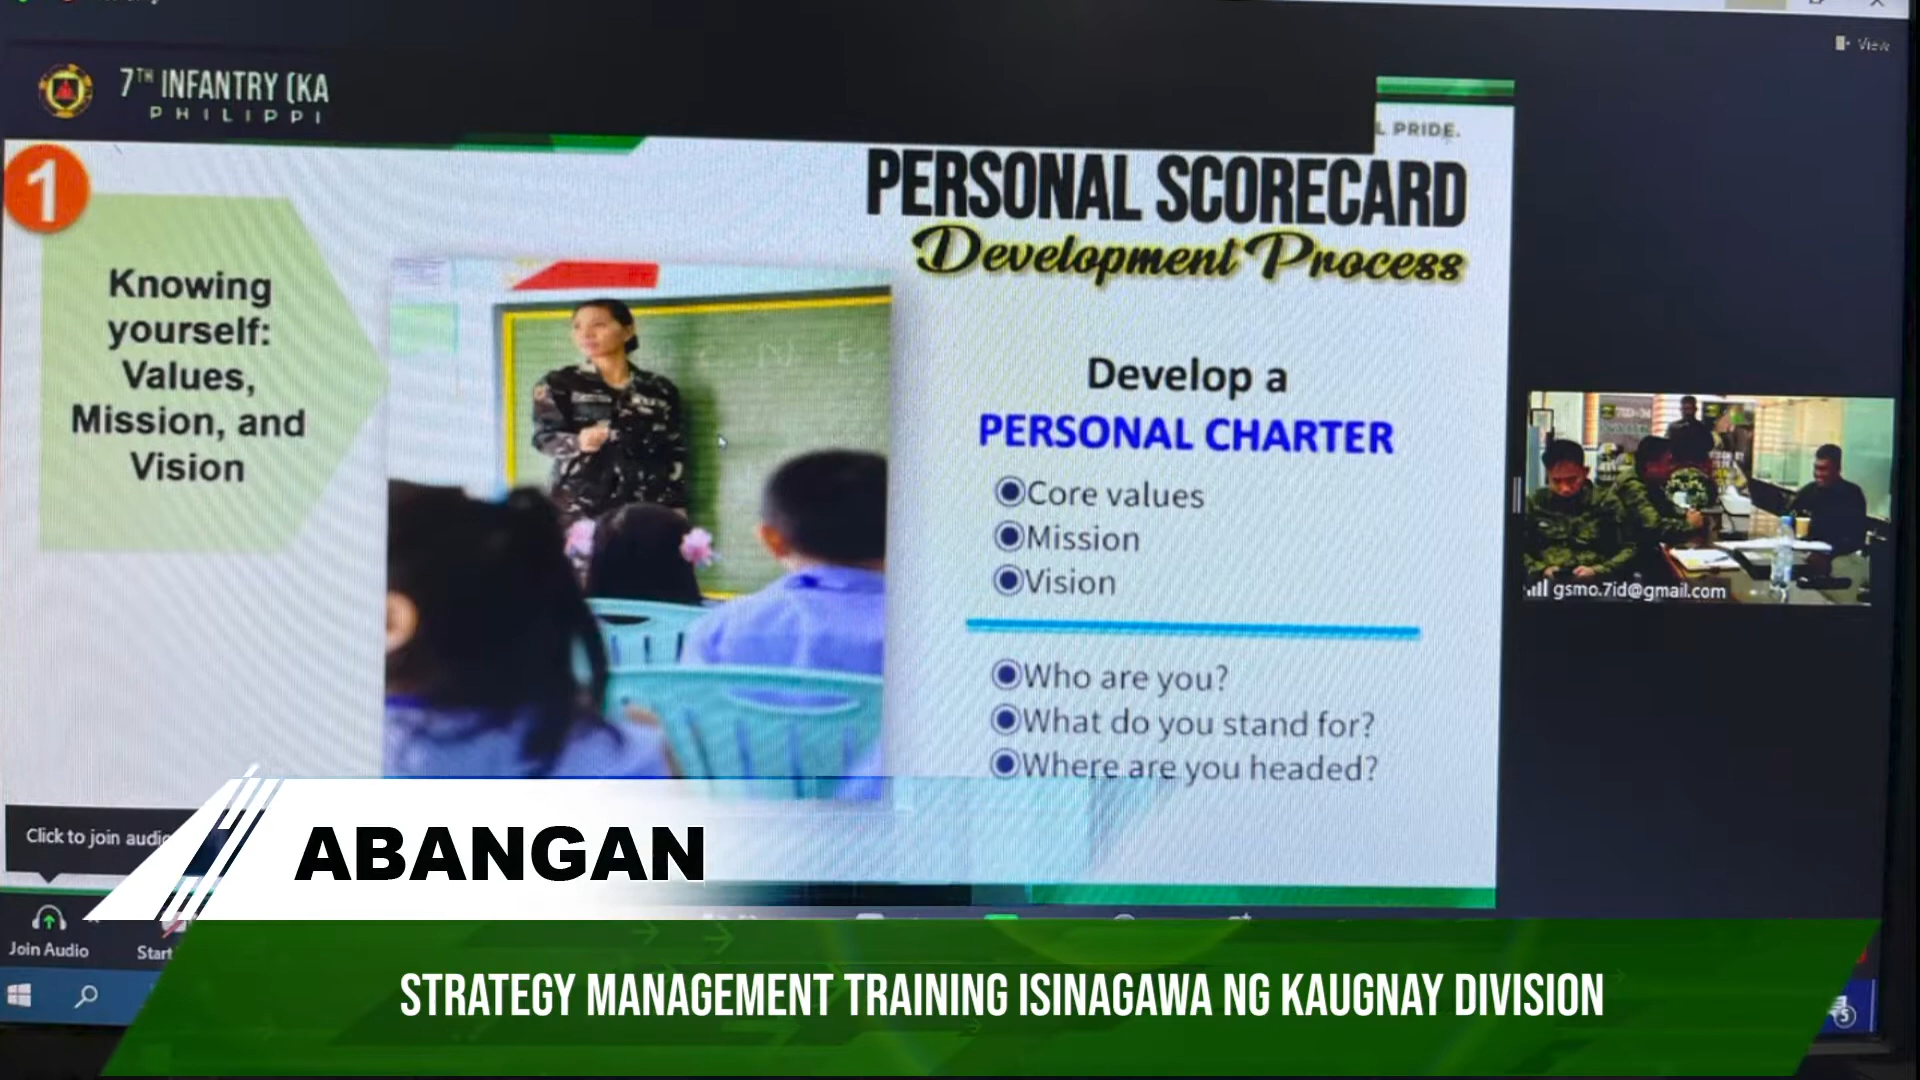 View
7TH INFANTRY (KA
PHILIPPI
L PRIDE.
1
PERSONAL SCORECARD
Development Process
Knowing
yourself:
Values,
Mission, and
Vision
Develop a
PERSONAL CHARTER
Core values
Mission
Vision
Who are you?
What do you stand for?
Where are you headed?
gsmo.7id@gmail.com
Click to join audio
ABANGAN
Join Audio
Start
STRATEGY MANAGEMENT TRAINING ISINAGAWA NG KAUGNAY DIVISION
5